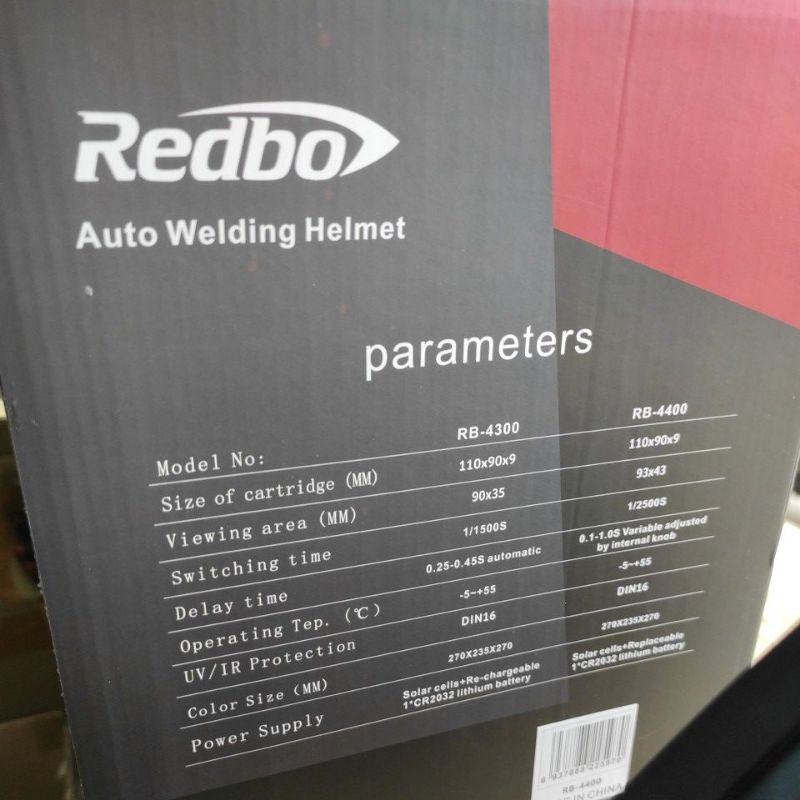 Redbo
Auto Welding Helmet
parameters
Model No: RB-4300 RB-4400
Size of cartridge (MM) 110x90x9 110x90x9
Viewing area (MM) 90x35 93x43
Switching time 1/1500S 1/2500S
Delay time 0.25-0.45S automatic 0.1-1.0S Variable adjusted
by internal knob
Operating Tep. (℃) -5~+55 -5~+55
UV/IR Protection DIN16 DIN16
Color Size (MM) 270X235X270 270X235X270
Power Supply Solar cells+Re-chargeable Solar cells+Replaceable
1*CR2032 lithium battery 1*CR2032 lithium battery
RB-4400
IN CHINA